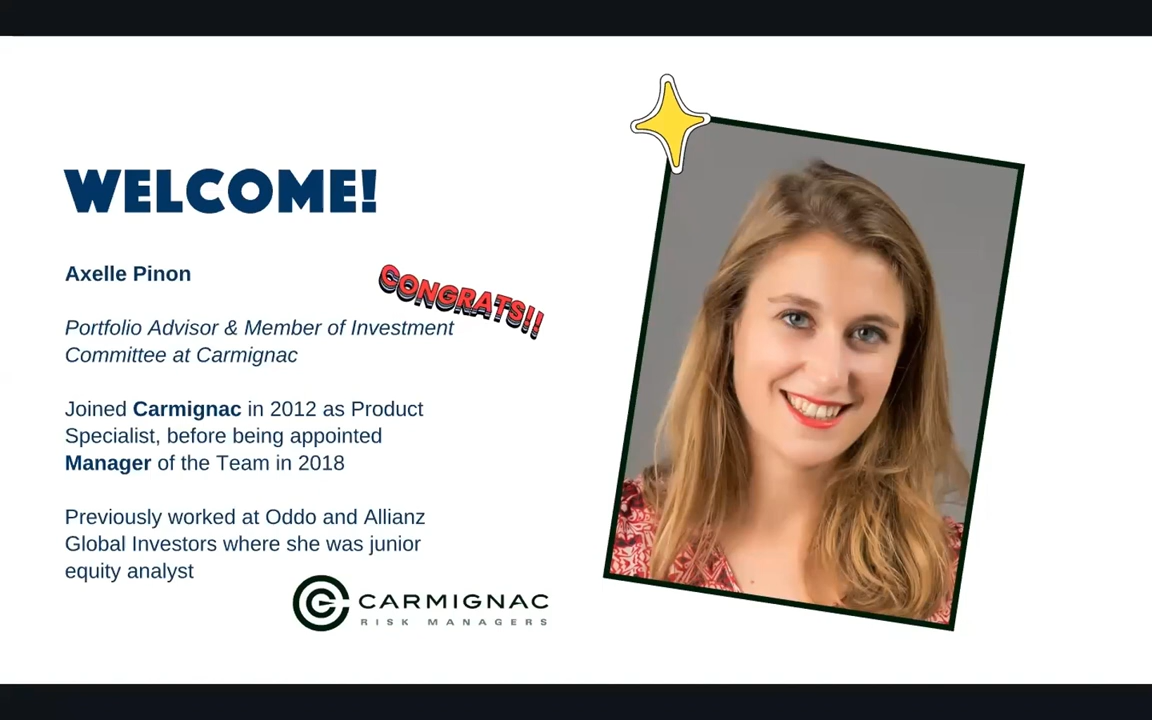 WELCOME!
Axelle Pinon
CONGRATS!!
Portfolio Advisor & Member of Investment
Committee at Carmignac
Joined Carmignac in 2012 as Product
Specialist, before being appointed
Manager of the Team in 2018
Previously worked at Oddo and Allianz
Global Investors where she was junior
equity analyst
CARMIGNAC
RISK MANAGERS